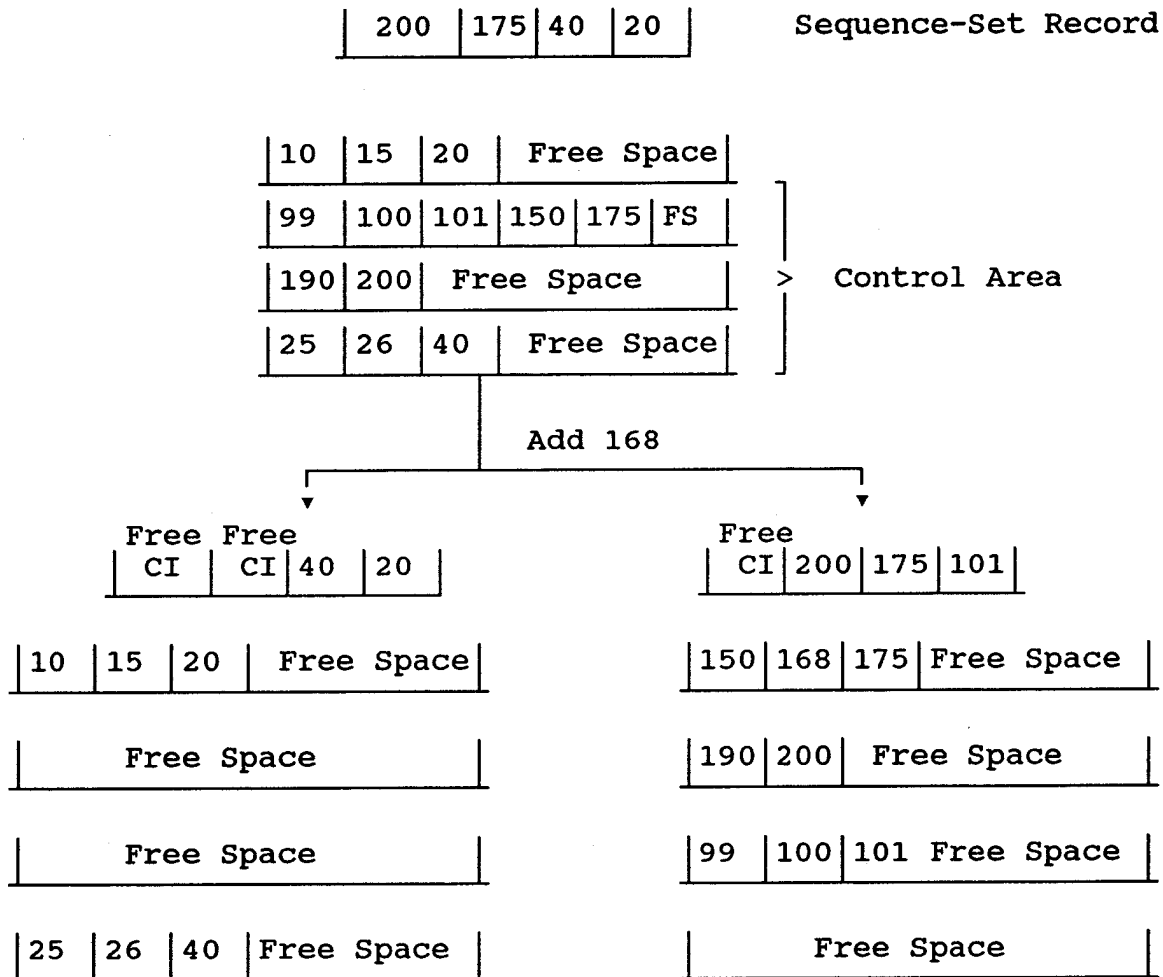 200 175 40 20 Sequence-Set Record
10 15 20 Free Space
99 100 101 150 175 FS
190 200 Free Space > Control Area
25 26 40 Free Space
Add 168
Free Free
CI CI 40 20
10 15 20 Free Space
Free Space
Free Space
25 26 40 Free Space
Free
CI 200 175 101
150 168 175 Free Space
190 200 Free Space
99 100 101 Free Space
Free Space